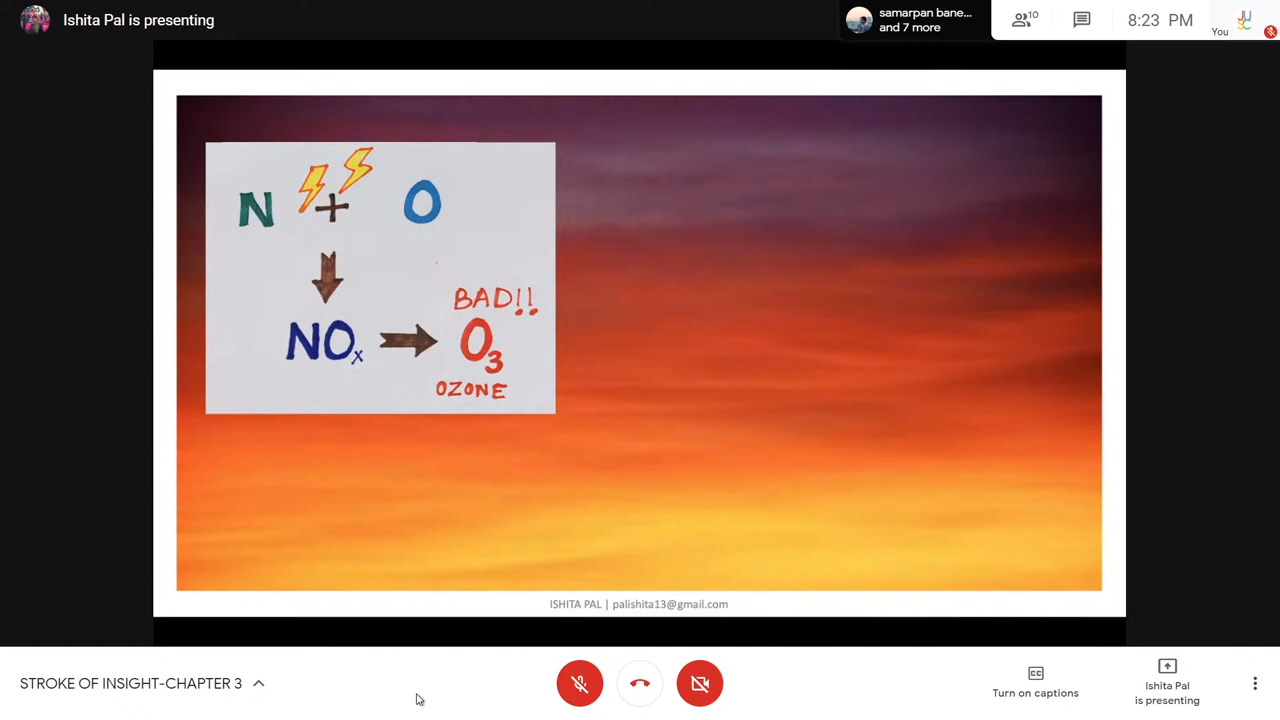 Ishita Pal is presenting
samarpan bane...
and 7 more
10
8:23 PM
You
N + O
BAD!!
NOx O3
OZONE
ISHITA PAL | palishita13@gmail.com
STROKE OF INSIGHT-CHAPTER 3
CC
Turn on captions
Ishita Pal
is presenting